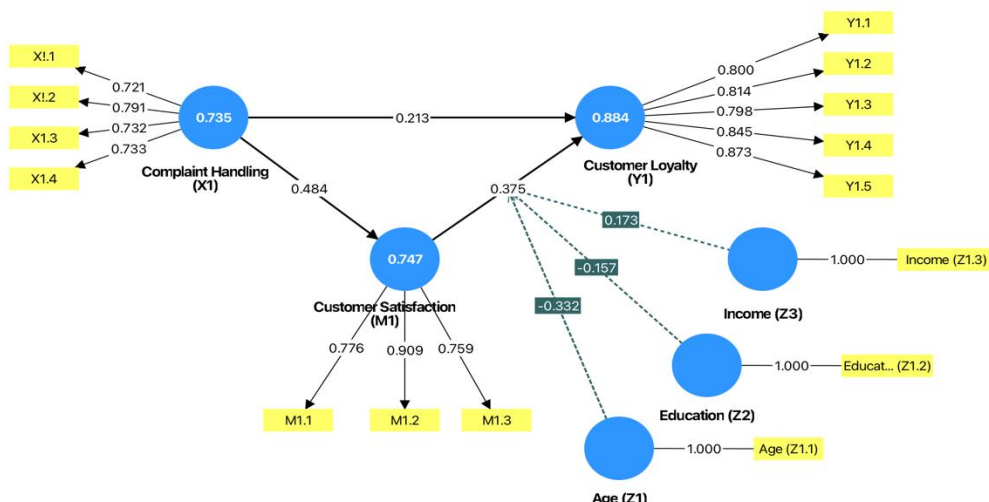 Y1.1
X!.1
0.721
0.800
Y1.2
X!.2
0.791
0.735
0.213
0.884
0.814
0.798
Y1.3
X1.3
0.732
0.733
0.845
Y1.4
0.873
X1.4
Complaint Handling
(X1)
Customer Loyalty
(Y1)
Y1.5
0.484
0.375
0.173
0.747
1.000
Income (Z1.3)
-0.157
Customer Satisfaction
(M1)
-0.332
Income (Z3)
0.776
0.909
0.759
1.000
Educat... (Z1.2)
M1.1
M1.2
M1.3
Education (Z2)
1.000
Age (Z1.1)
Age (Z1)